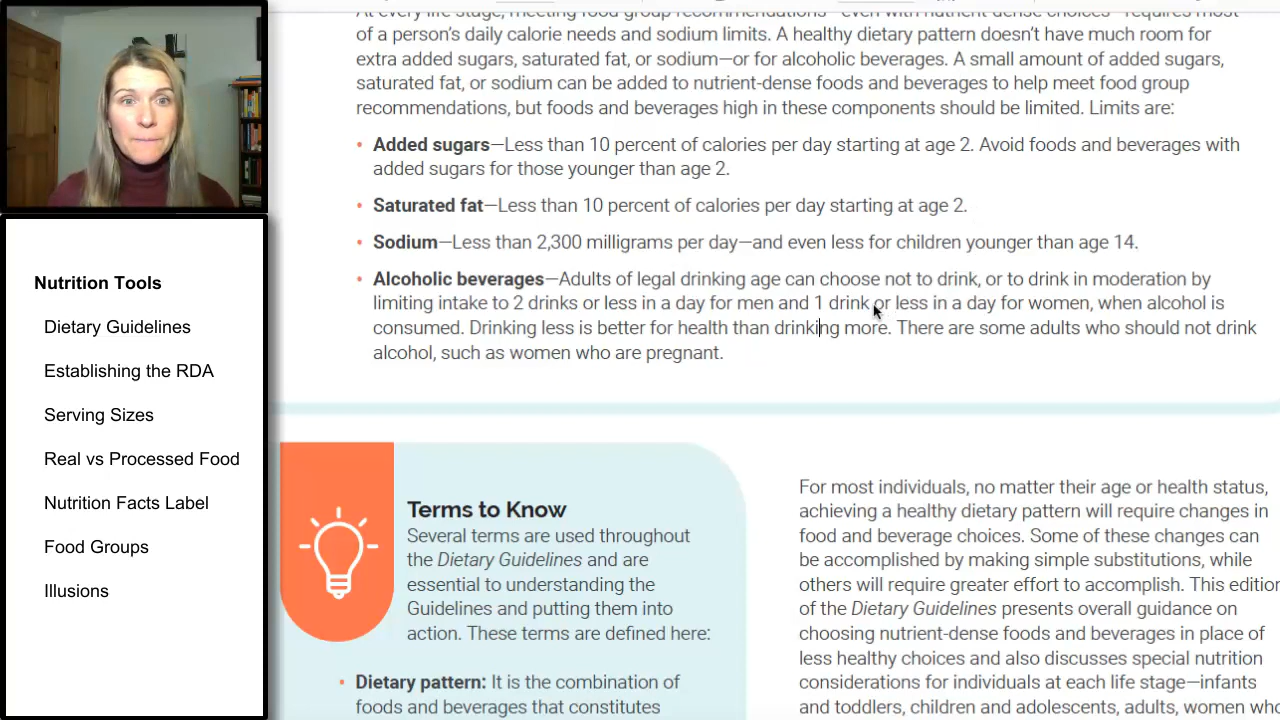 Nutrition Tools
Dietary Guidelines
Establishing the RDA
Serving Sizes
Real vs Processed Food
Nutrition Facts Label
Food Groups
Illusions
At every life stage, meeting food group recommendations—even with nutrient-dense choices—requires most
of a person's daily calorie needs and sodium limits. A healthy dietary pattern doesn't have much room for
extra added sugars, saturated fat, or sodium—or for alcoholic beverages. A small amount of added sugars,
saturated fat, or sodium can be added to nutrient-dense foods and beverages to help meet food group
recommendations, but foods and beverages high in these components should be limited. Limits are:
• Added sugars—Less than 10 percent of calories per day starting at age 2. Avoid foods and beverages with
added sugars for those younger than age 2.
• Saturated fat—Less than 10 percent of calories per day starting at age 2.
• Sodium—Less than 2,300 milligrams per day—and even less for children younger than age 14.
• Alcoholic beverages—Adults of legal drinking age can choose not to drink, or to drink in moderation by
limiting intake to 2 drinks or less in a day for men and 1 drink or less in a day for women, when alcohol is
consumed. Drinking less is better for health than drinking more. There are some adults who should not drink
alcohol, such as women who are pregnant.
Terms to Know
Several terms are used throughout
the Dietary Guidelines and are
essential to understanding the
Guidelines and putting them into
action. These terms are defined here:
• Dietary pattern: It is the combination of
foods and beverages that constitutes
For most individuals, no matter their age or health status,
achieving a healthy dietary pattern will require changes in
food and beverage choices. Some of these changes can
be accomplished by making simple substitutions, while
others will require greater effort to accomplish. This edition
of the Dietary Guidelines presents overall guidance on
choosing nutrient-dense foods and beverages in place of
less healthy choices and also discusses special nutrition
considerations for individuals at each life stage—infants
and toddlers, children and adolescents, adults, women who